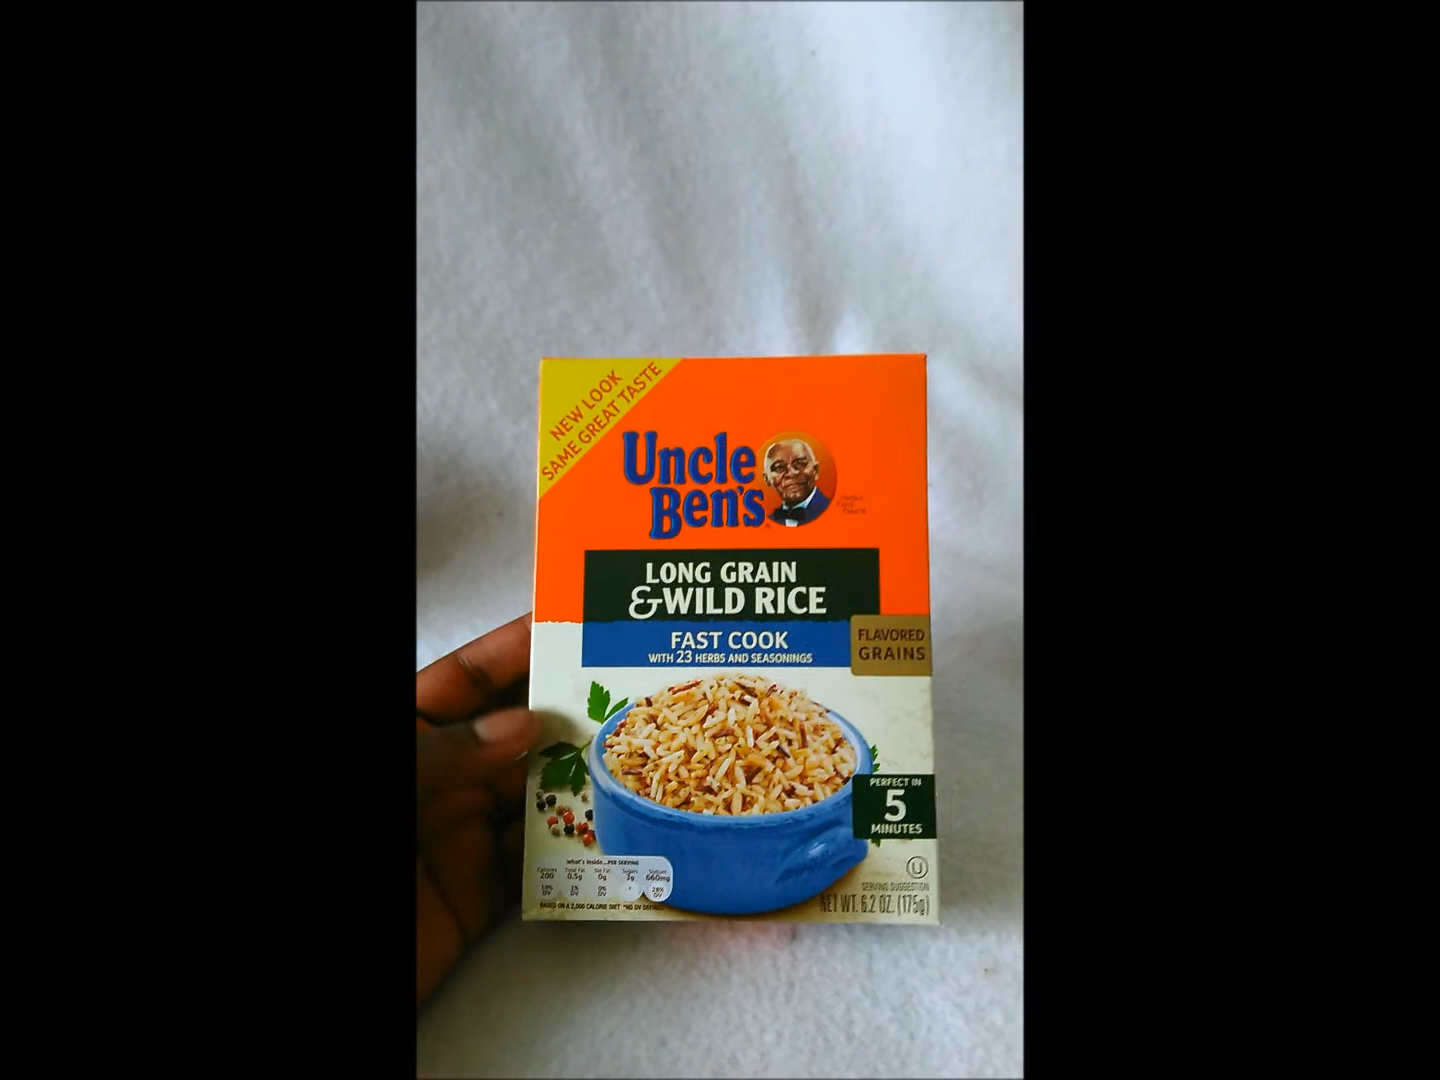 NEW LOOK
SAME GREAT TASTE
Uncle
Ben's
LONG GRAIN
& WILD RICE
FAST COOK
WITH 23 HERBS AND SEASONINGS
FLAVORED
GRAINS
PERFECT IN
5
MINUTES
what's inside...PER SERVING
Calories Total Fat Sat Fat Sugars Sodium
200 0.5g 0g 3g 660mg
10% 1% 0% * 28%
DV DV DV DV
BASED ON A 2,000 CALORIE DIET *NO DV DEFINED
U
SERVING SUGGESTION
NET WT. 6.2 OZ. (175g)